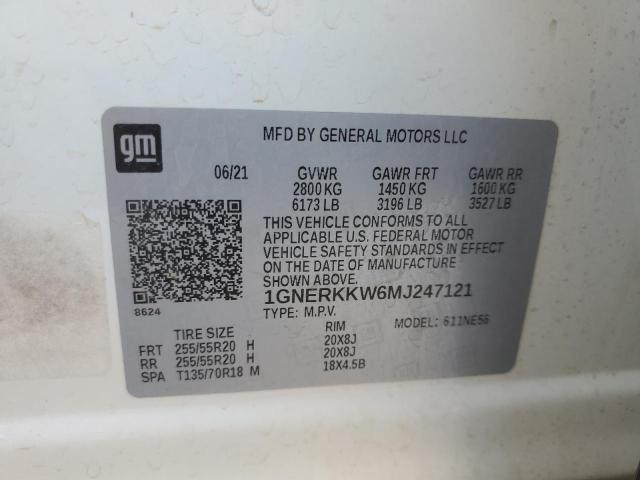 gm
MFD BY GENERAL MOTORS LLC
06/21 GVWR GAWR FRT GAWR RR
2800 KG 1450 KG 1600 KG
6173 LB 3196 LB 3527 LB
THIS VEHICLE CONFORMS TO ALL
APPLICABLE U.S. FEDERAL MOTOR
VEHICLE SAFETY STANDARDS IN EFFECT
ON THE DATE OF MANUFACTURE
SHOWN ABOVE.
1GNERKKW6MJ247121
8624
TYPE: M.P.V. MODEL: 611NE56
TIRE SIZE RIM
FRT 255/55R20 H 20X8J
RR 255/55R20 H 20X8J
SPA T135/70R18 M 18X4.5B